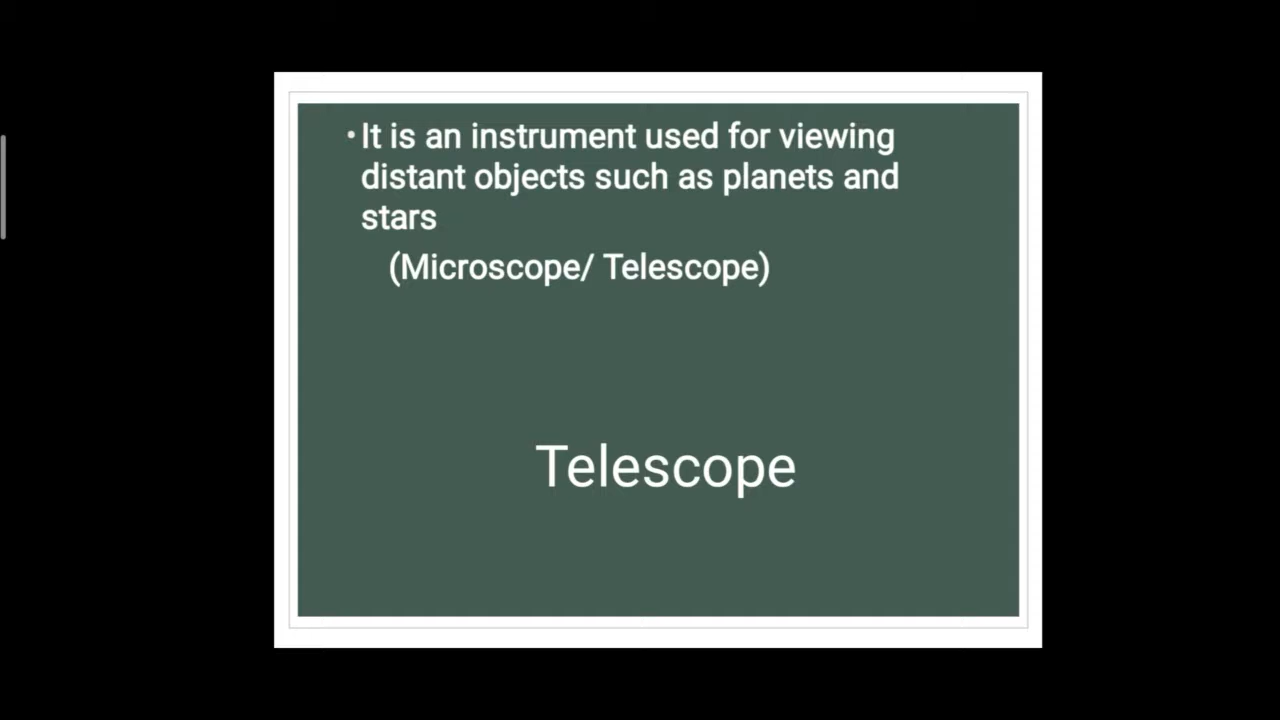 • It is an instrument used for viewing
distant objects such as planets and
stars
(Microscope/ Telescope)
Telescope